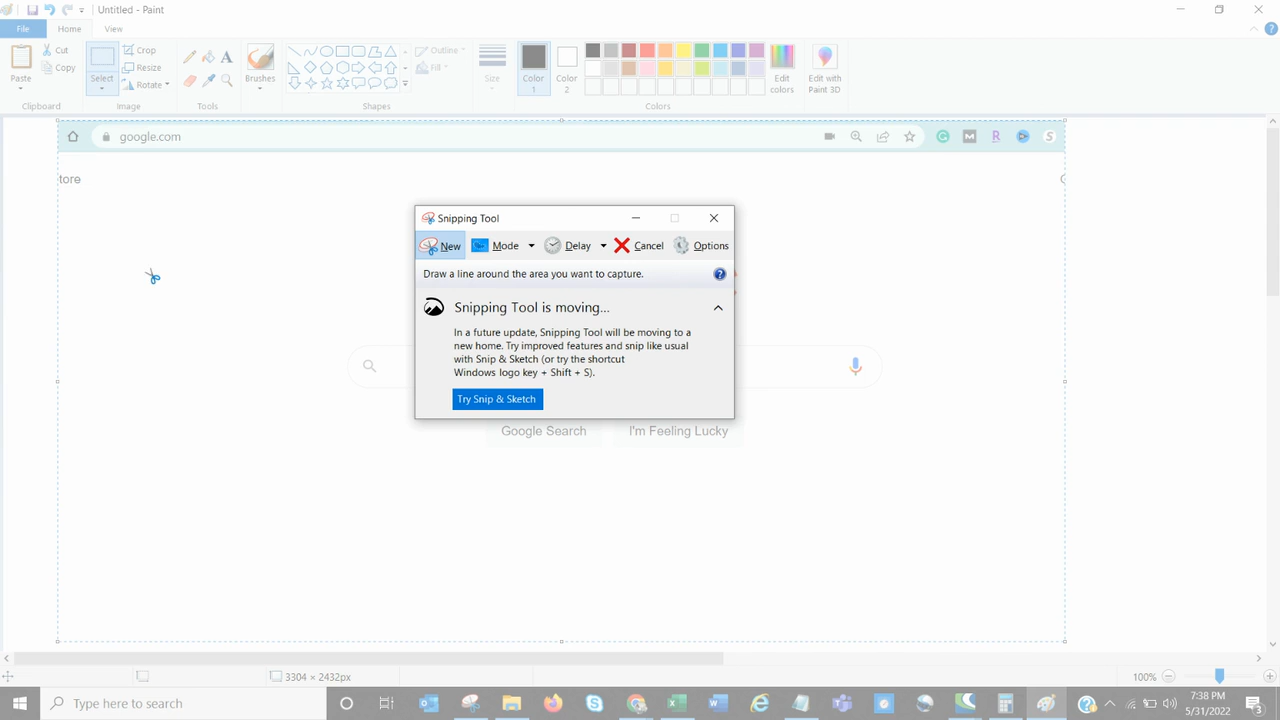 Untitled - Paint
File
Home
View
Paste
Cut
Copy
Clipboard
Select
Crop
Resize
Rotate
Image
A
Tools
Brushes
Outline
Fill
Shapes
Size
Color
1
Color
2
Colors
Edit
colors
Edit with
Paint 3D
google.com
tore
Snipping Tool
New
Mode
Delay
Cancel
Options
Draw a line around the area you want to capture.
Snipping Tool is moving...
In a future update, Snipping Tool will be moving to a
new home. Try improved features and snip like usual
with Snip & Sketch (or try the shortcut
Windows logo key + Shift + S).
Try Snip & Sketch
Google Search
I'm Feeling Lucky
3304 × 2432px
100%
Type here to search
7:38 PM
5/31/2022
3